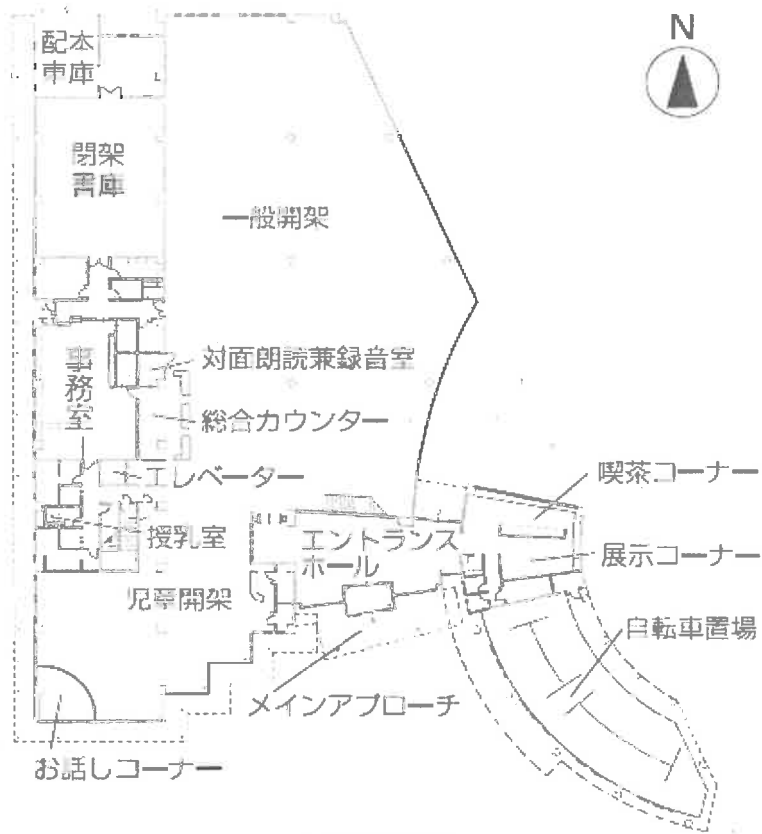 N
配本
車庫
閉架
書庫
一般開架
対面朗読兼録音室
事務室
総合カウンター
エレベーター
喫茶コーナー
授乳室
エントランス
ホール
展示コーナー
児童開架
自転車置場
メインアプローチ
お話しコーナー